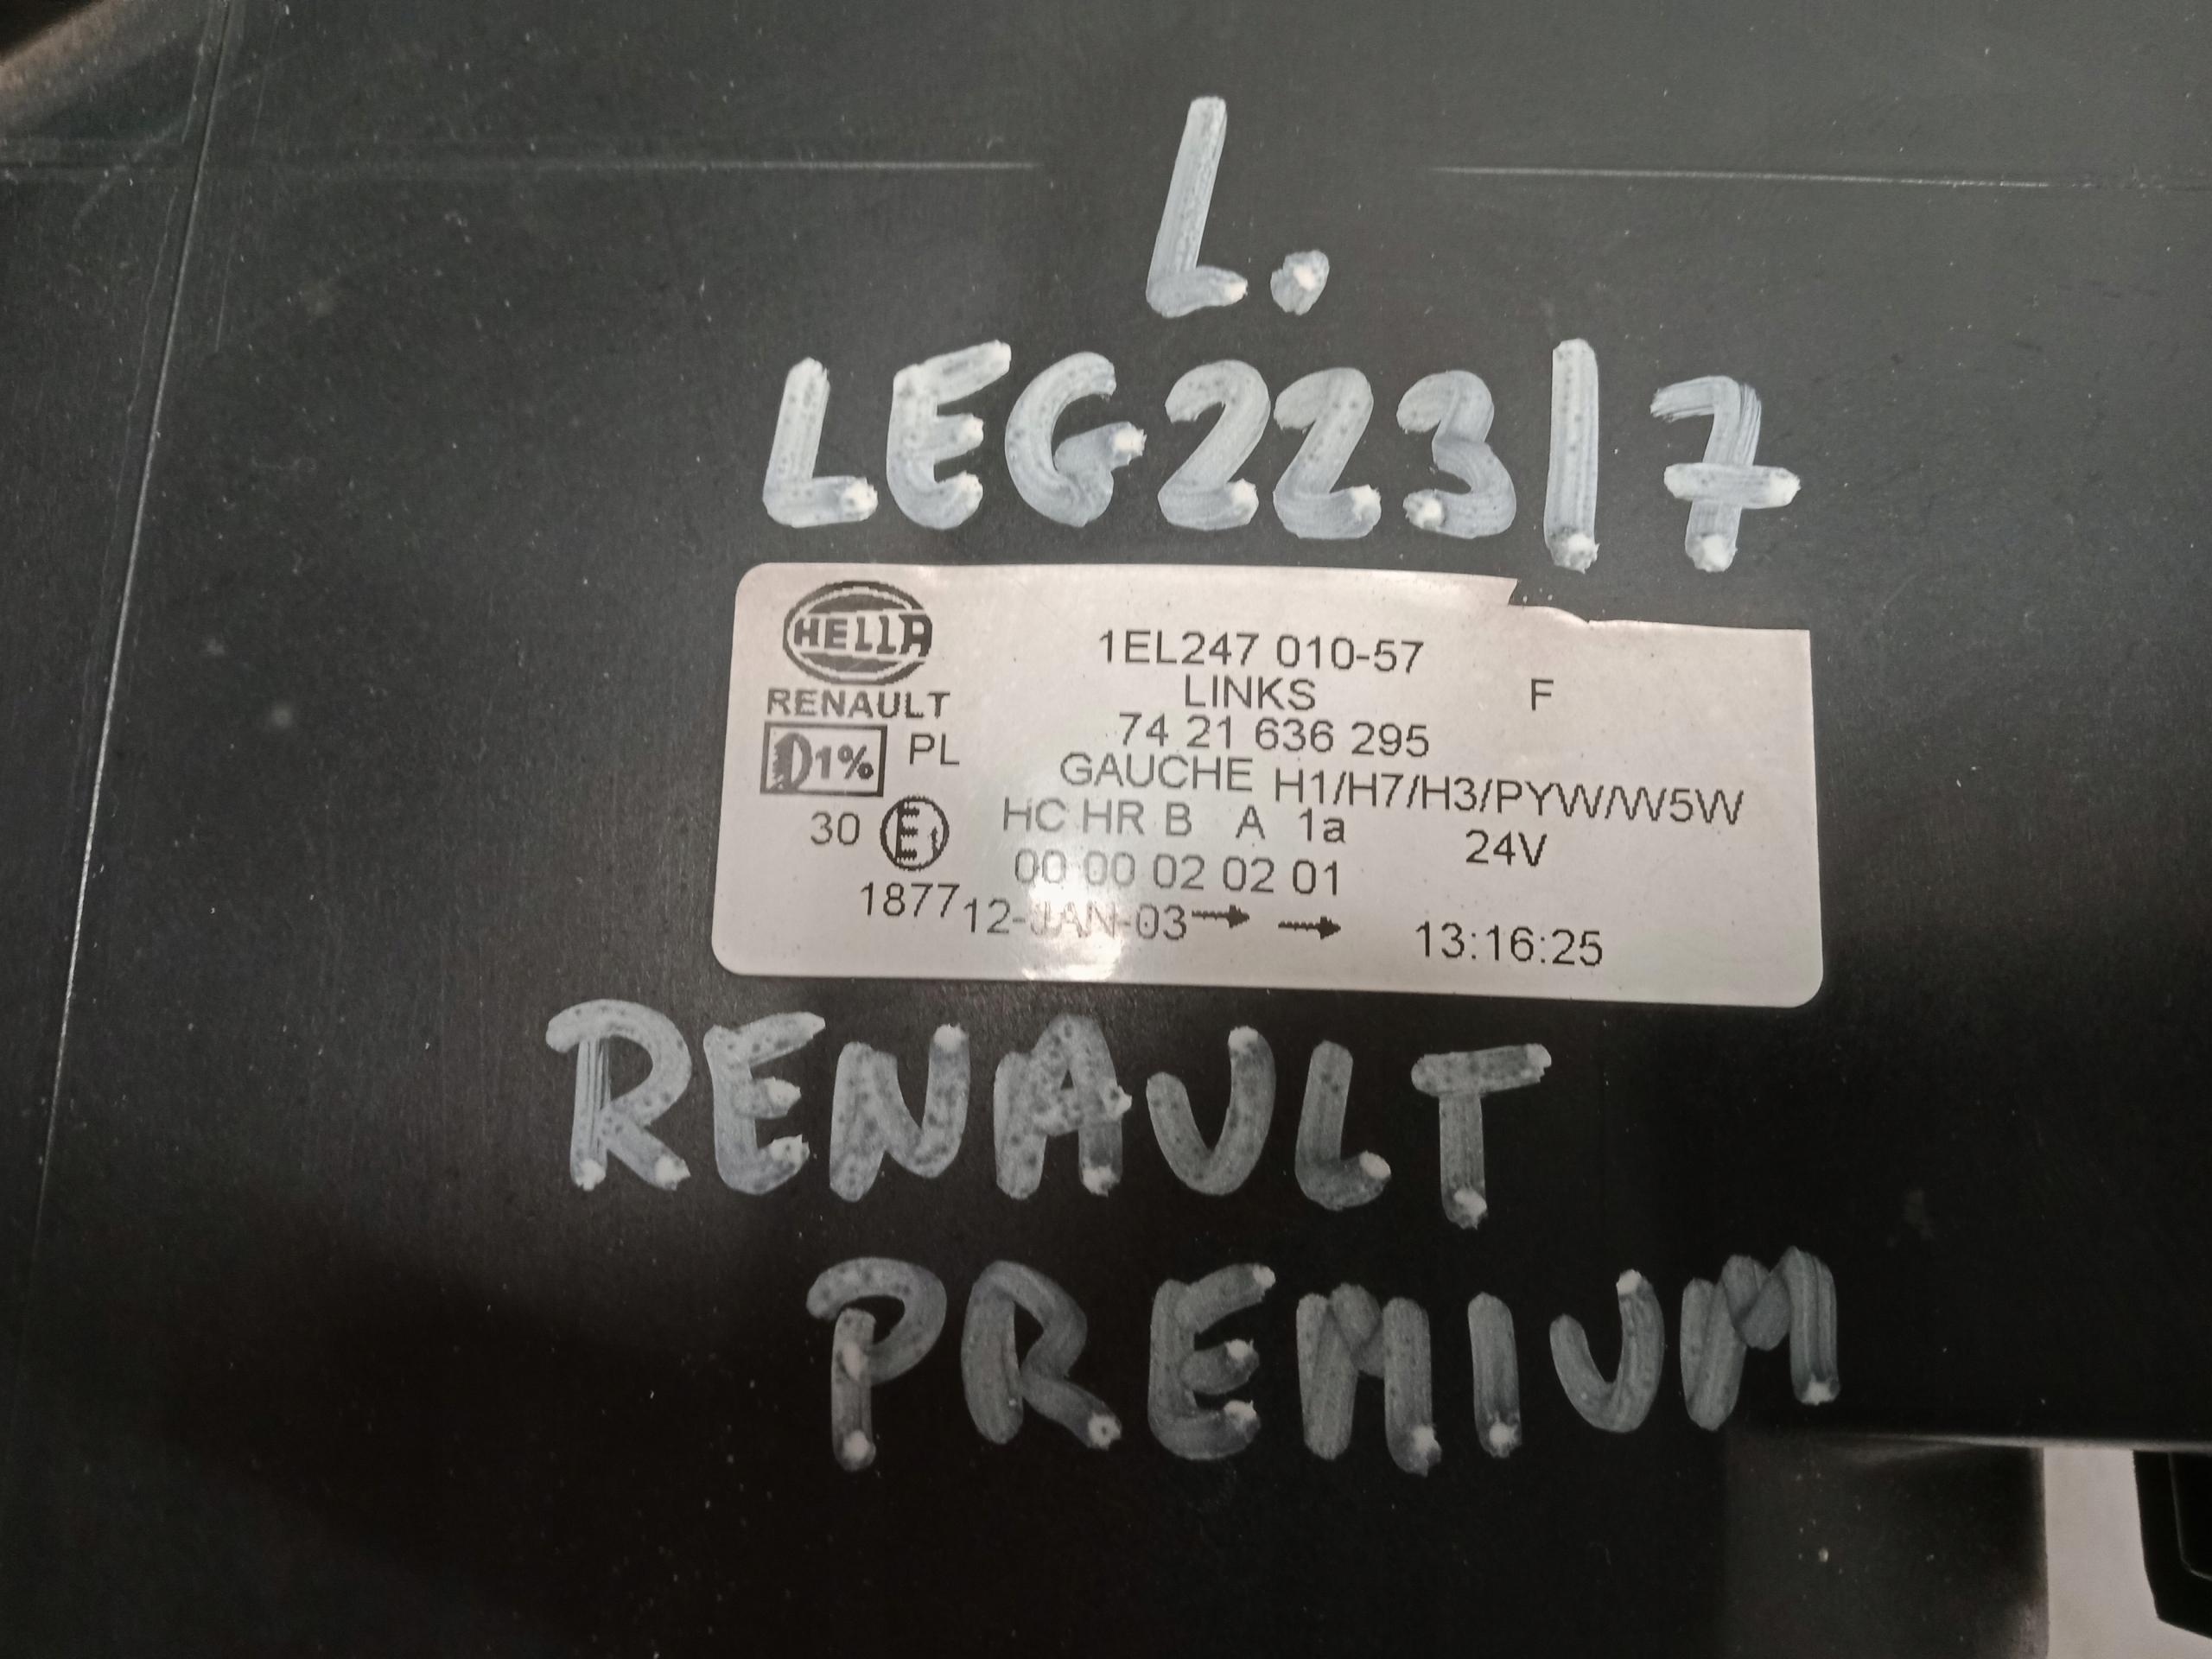 L.
LEG223/7
HELLA
1EL247 010-57
RENAULT
LINKS
F
74 21 636 295
1% PL
GAUCHE H1/H7/H3/PYW/W5W
HC HR B A 1a
30 E1
24V
00 00 02 02 01
1877
12-JAN-03
13:16:25
RENAULT
PREMIUM